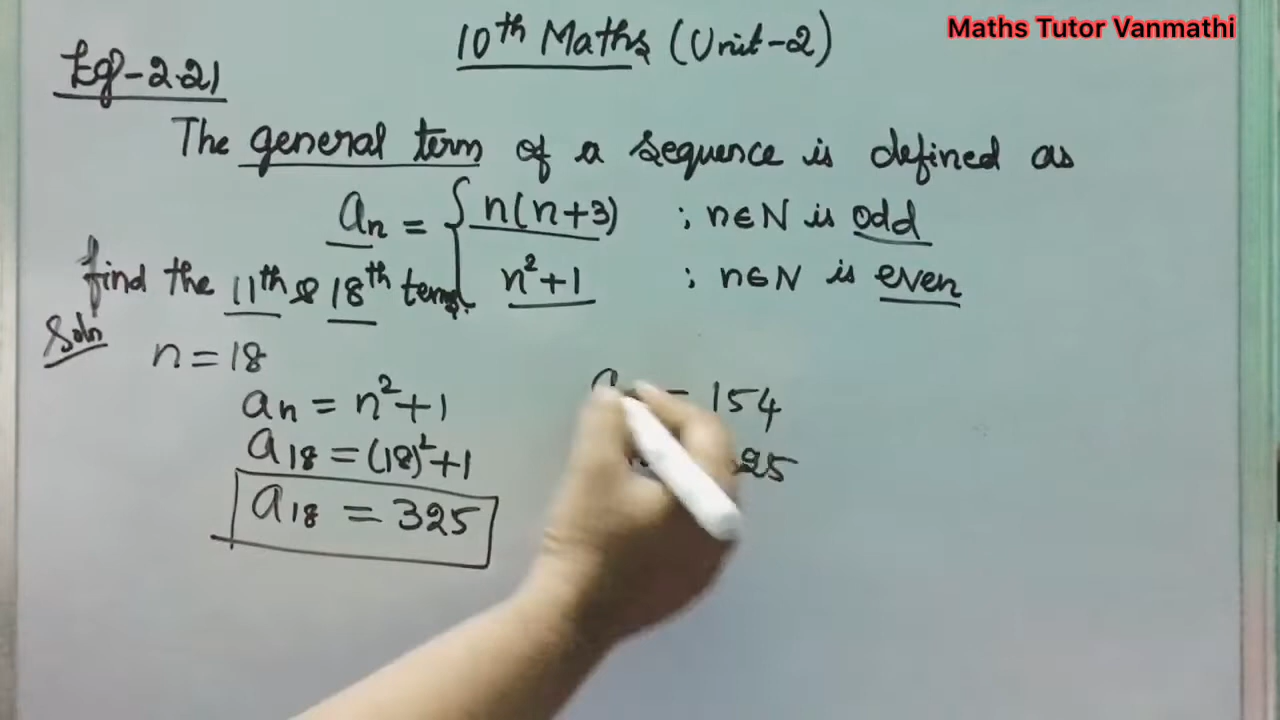 Maths Tutor Vanmathi
10th Maths (Unit-2)
Eg-2.21
The general term of a sequence is defined as
an = { n(n+3) ; n∈N is odd
n²+1 ; n∈N is even
find the 11th & 18th term.
Soln
n = 18
an = n²+1
a18 = (18)²+1
a18 = 325
a = 154
25